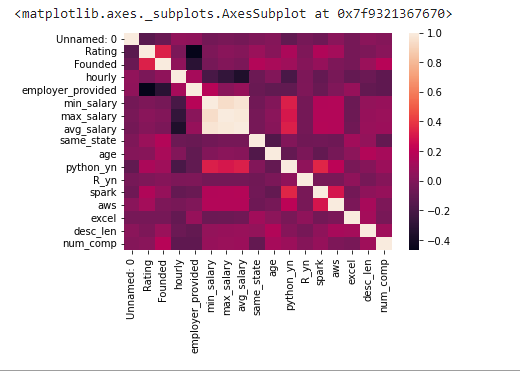 <matplotlib.axes._subplots.AxesSubplot at 0x7f9321367670>
Unnamed: 0
Rating
Founded
hourly
employer_provided
min_salary
max_salary
avg_salary
same_state
age
python_yn
R_yn
spark
aws
excel
desc_len
num_comp
1.0
0.8
0.6
0.4
0.2
0.0
−0.2
−0.4
Unnamed: 0
Rating
Founded
hourly
employer_provided
min_salary
max_salary
avg_salary
same_state
age
python_yn
R_yn
spark
aws
excel
desc_len
num_comp